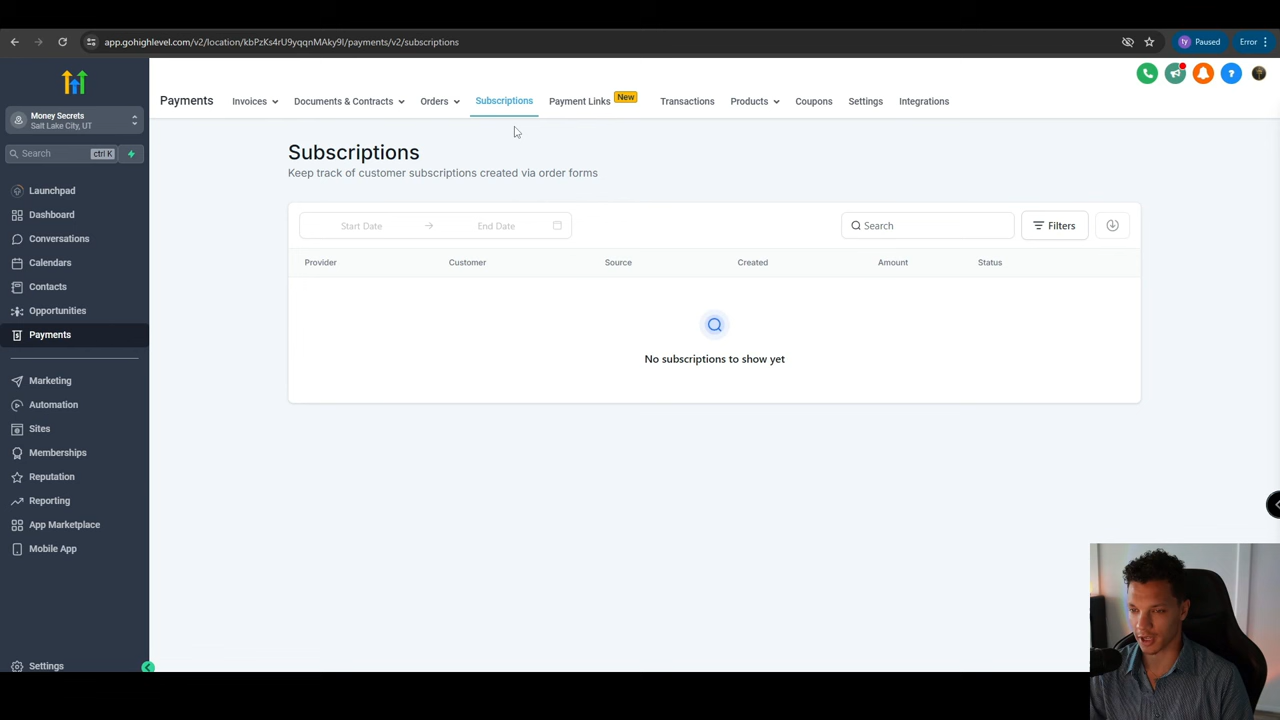 app.gohighlevel.com/v2/location/kbPzKs4rU9yqqnMAky9I/payments/v2/subscriptions
ty
Paused
Error
Money Secrets
Salt Lake City, UT
Search
ctrl K
Launchpad
Dashboard
Conversations
Calendars
Contacts
Opportunities
Payments
Marketing
Automation
Sites
Memberships
Reputation
Reporting
App Marketplace
Mobile App
Settings
Payments
Invoices
Documents & Contracts
Orders
Subscriptions
Payment Links
New
Transactions
Products
Coupons
Settings
Integrations
Subscriptions
Keep track of customer subscriptions created via order forms
Start Date
End Date
Search
Filters
Provider
Customer
Source
Created
Amount
Status
No subscriptions to show yet